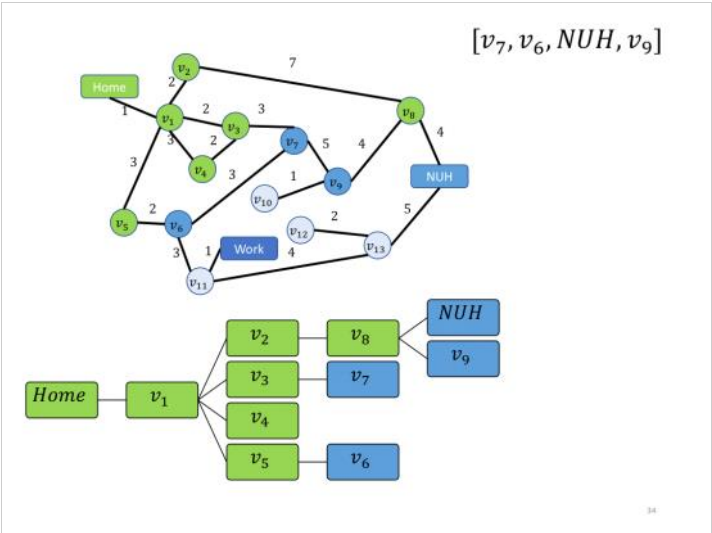 [v₇, v₆, NUH, v₉]
7
v₂
Home
2
v₈
1
2
3
4
v₁
v₃
3
2
v₇
5
4
v₄
3
3
1
NUH
v₉
v₁₀
2
2
5
v₅
v₆
v₁₂
v₁₃
3
1
Work
4
v₁₁
NUH
v₂
v₈
v₉
v₃
v₇
Home
v₁
v₄
v₅
v₆
34